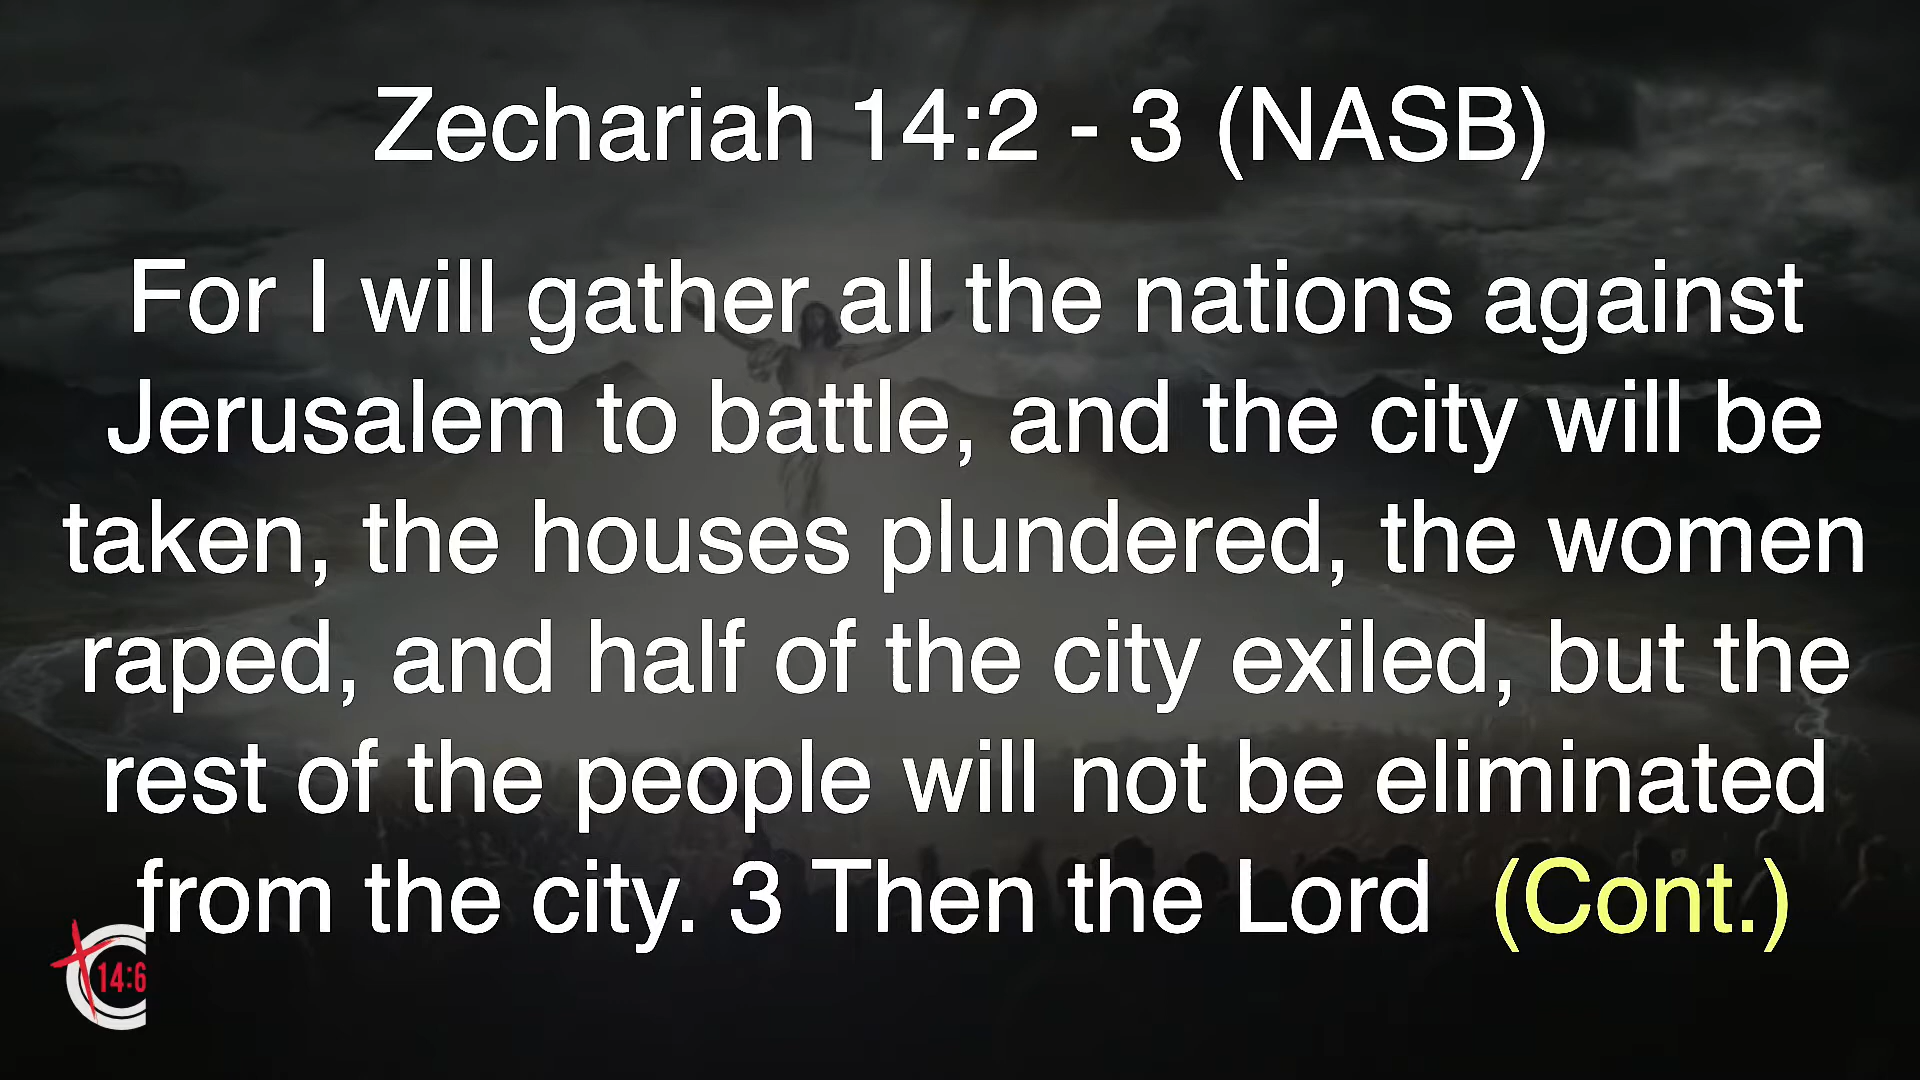 Zechariah 14:2 - 3 (NASB)
For I will gather all the nations against
Jerusalem to battle, and the city will be
taken, the houses plundered, the women
raped, and half of the city exiled, but the
rest of the people will not be eliminated
from the city. 3 Then the Lord (Cont.)
14:6